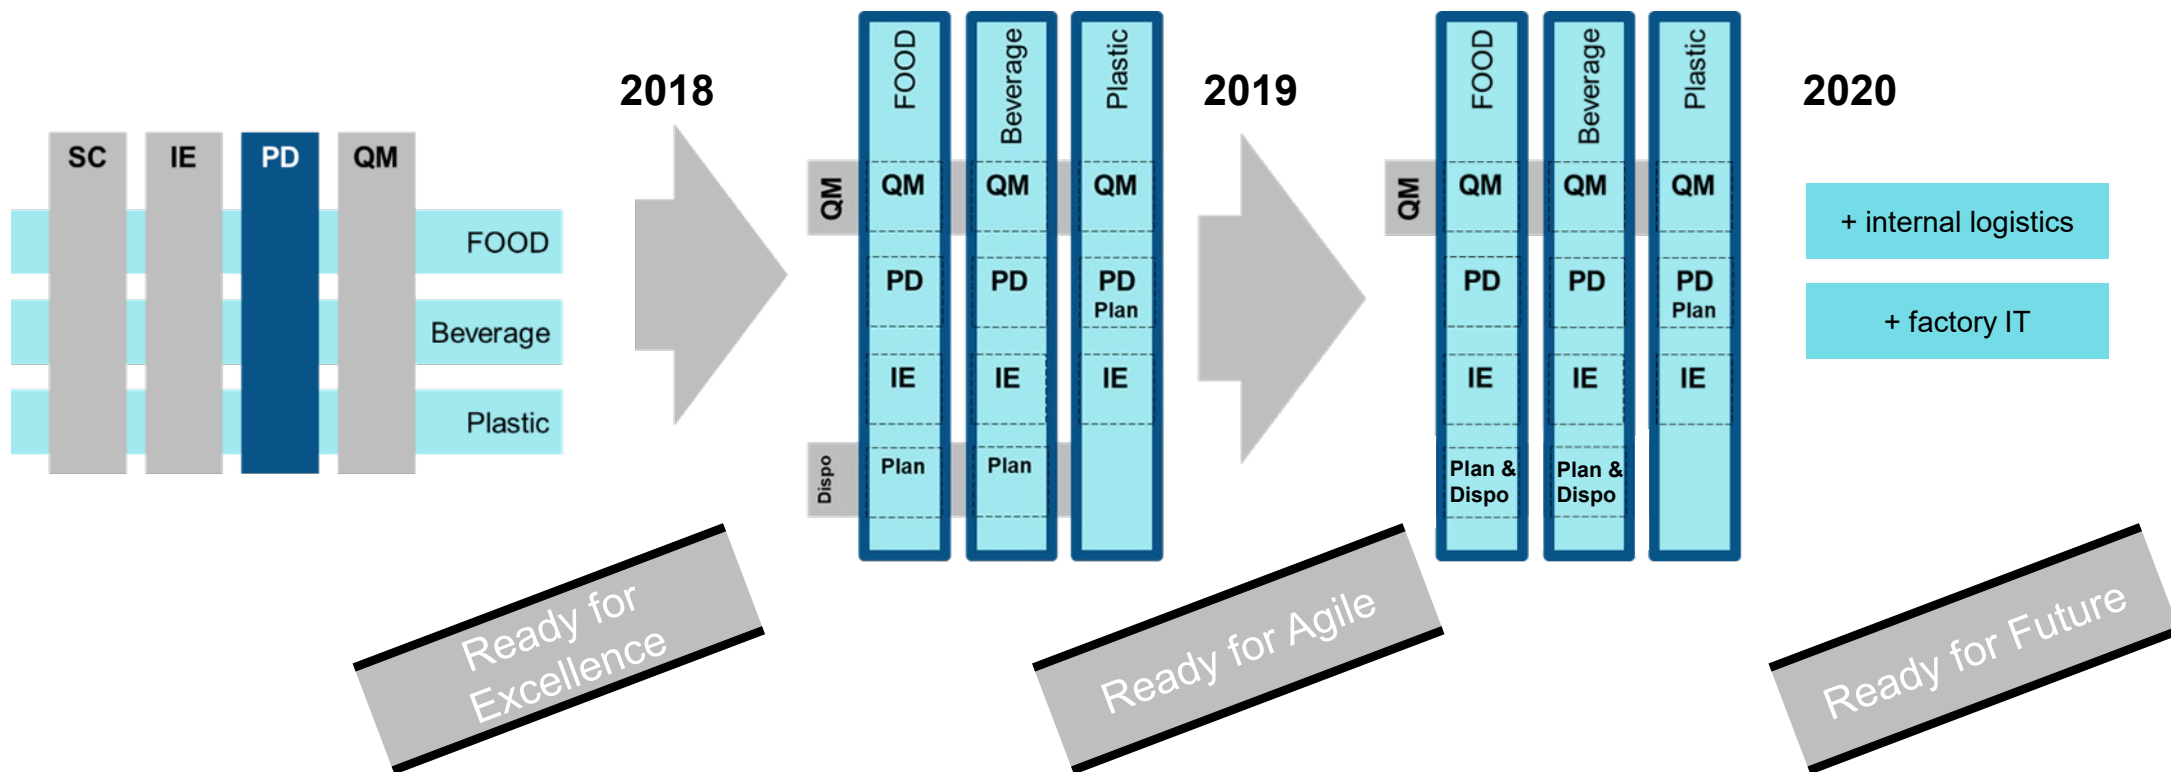 2018
2019
2020
SC
IE
PD
QM
FOOD
Beverage
Plastic
Ready for
Excellence
FOOD
Beverage
Plastic
QM
QM
QM
QM
PD
PD
PD
Plan
IE
IE
IE
Dispo
Plan
Plan
Ready for Agile
FOOD
Beverage
Plastic
QM
QM
QM
QM
PD
PD
PD
Plan
IE
IE
IE
Plan &
Dispo
Plan &
Dispo
+ internal logistics
+ factory IT
Ready for Future